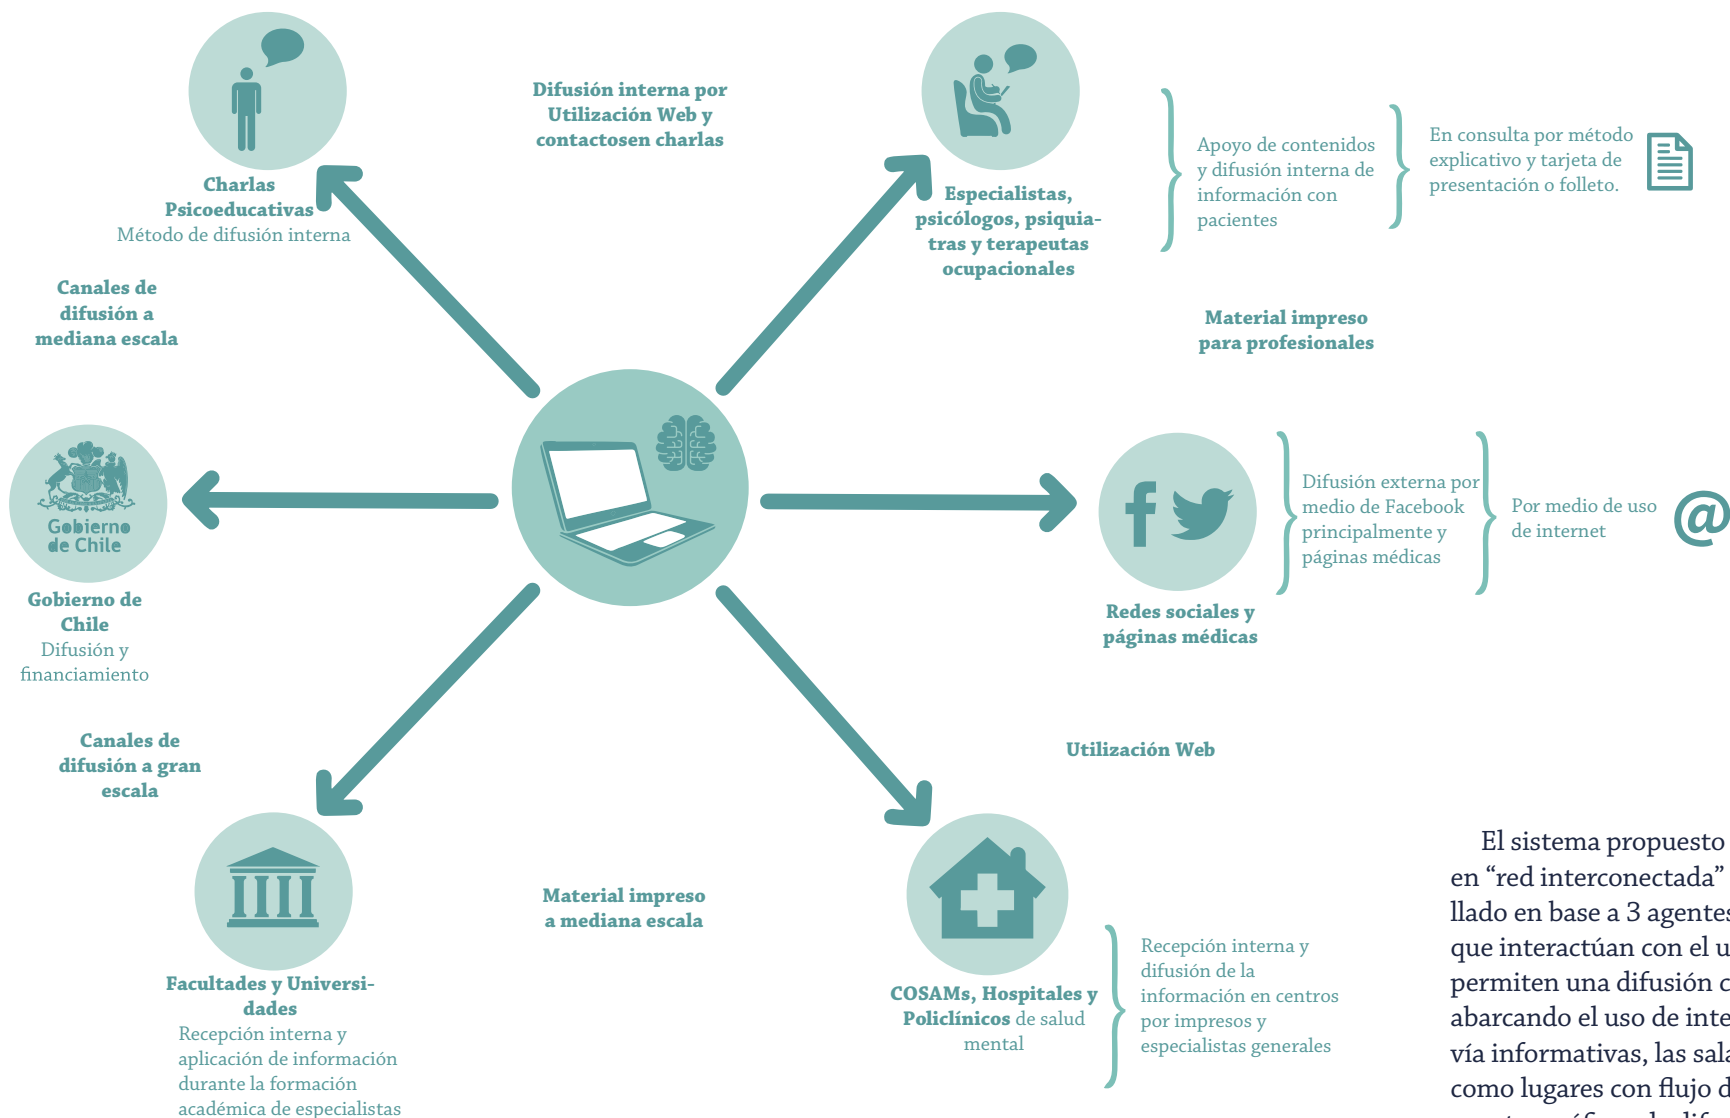 Difusión interna por
Utilización Web y
contactosen charlas
Charlas
Psicoeducativas
Método de difusión interna
Especialistas,
psicólogos, psiquia-
tras y terapeutas
ocupacionales
Apoyo de contenidos
y difusión interna de
información con
pacientes
En consulta por método
explicativo y tarjeta de
presentación o folleto.
Canales de
difusión a
mediana escala
Material impreso
para profesionales
Gobierno
de Chile
Gobierno de
Chile
Difusión y
financiamiento
Redes sociales y
páginas médicas
Difusión externa por
medio de Facebook
principalmente y
páginas médicas
Por medio de uso
de internet
@
Canales de
difusión a gran
escala
Utilización Web
Facultades y Universi-
dades
Recepción interna y
aplicación de información
durante la formación
académica de especialistas
Material impreso
a mediana escala
COSAMs, Hospitales y
Policlínicos de salud
mental
Recepción interna y
difusión de la
información en centros
por impresos y
especialistas generales
El sistema propuesto
en “red interconectada”
llado en base a 3 agentes
que interactúan con el u
permiten una difusión c
abarcando el uso de inte
vía informativas, las sala
como lugares con flujo d